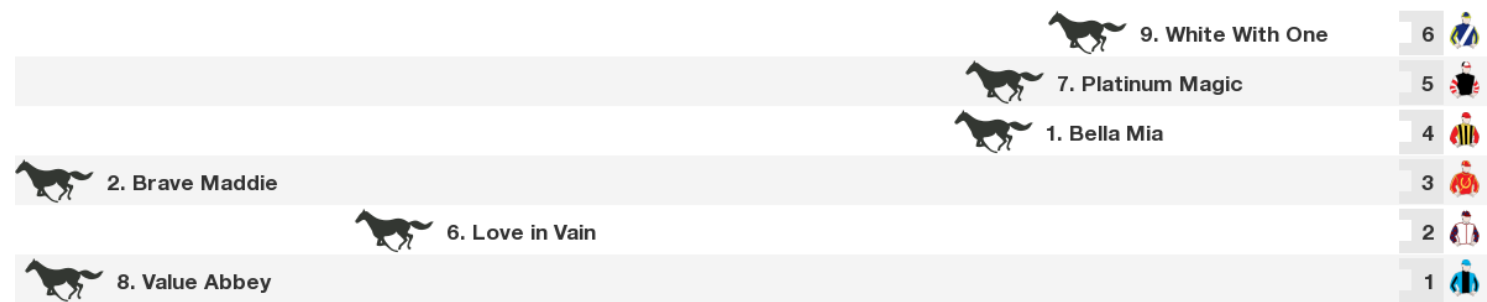 9. White With One 6
7. Platinum Magic 5
1. Bella Mia 4
2. Brave Maddie 3
6. Love in Vain 2
8. Value Abbey 1